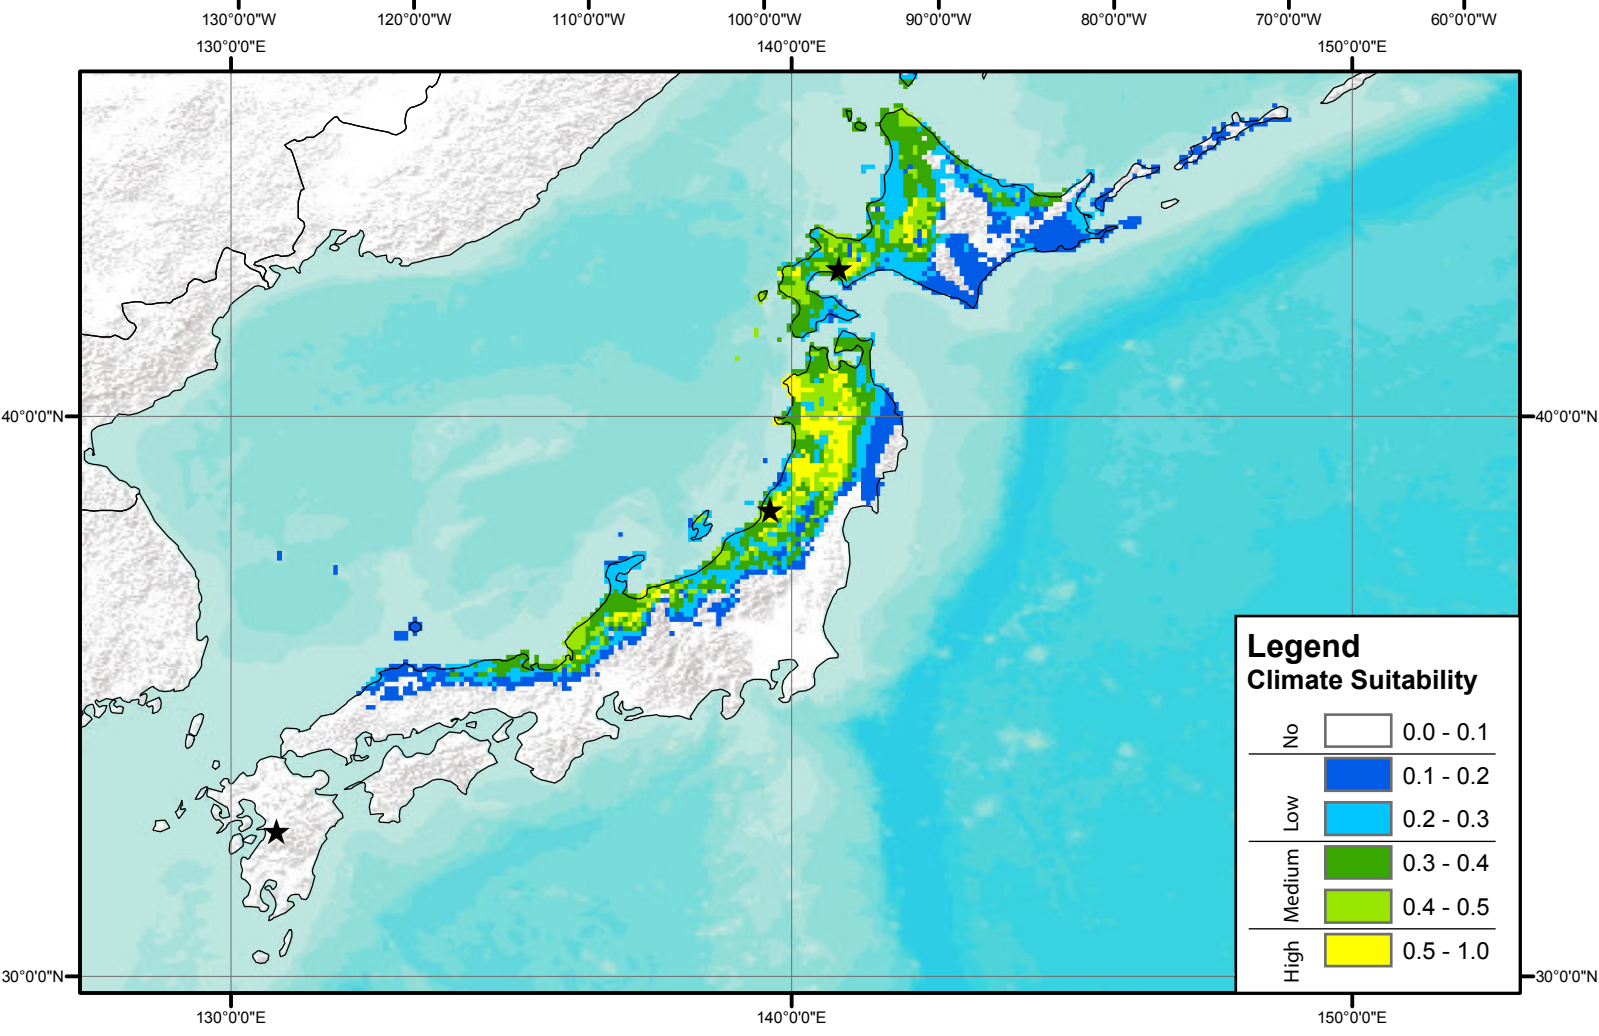 130°0'0"W 120°0'0"W 110°0'0"W 100°0'0"W 90°0'0"W 80°0'0"W 70°0'0"W 60°0'0"W
130°0'0"E 140°0'0"E 150°0'0"E
40°0'0"N 40°0'0"N
Legend
Climate Suitability
No 0.0 - 0.1
Low 0.1 - 0.2
0.2 - 0.3
Medium 0.3 - 0.4
0.4 - 0.5
High 0.5 - 1.0
30°0'0"N 30°0'0"N
130°0'0"E 140°0'0"E 150°0'0"E